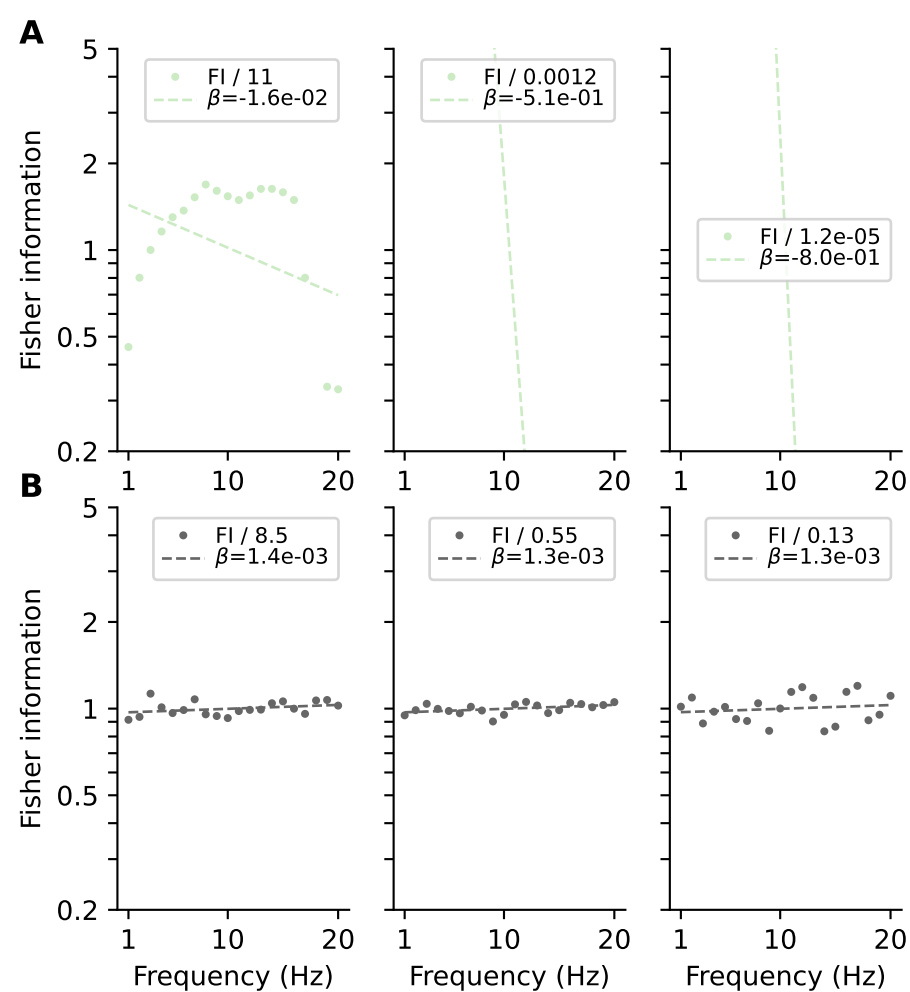 A
Fisher information
5
2
1
0.5
0.2
FI / 11
β=-1.6e-02
1 10 20
FI / 0.0012
β=-5.1e-01
1 10 20
FI / 1.2e-05
β=-8.0e-01
1 10 20
B
Fisher information
5
2
1
0.5
0.2
FI / 8.5
β=1.4e-03
1 10 20
Frequency (Hz)
FI / 0.55
β=1.3e-03
1 10 20
Frequency (Hz)
FI / 0.13
β=1.3e-03
1 10 20
Frequency (Hz)